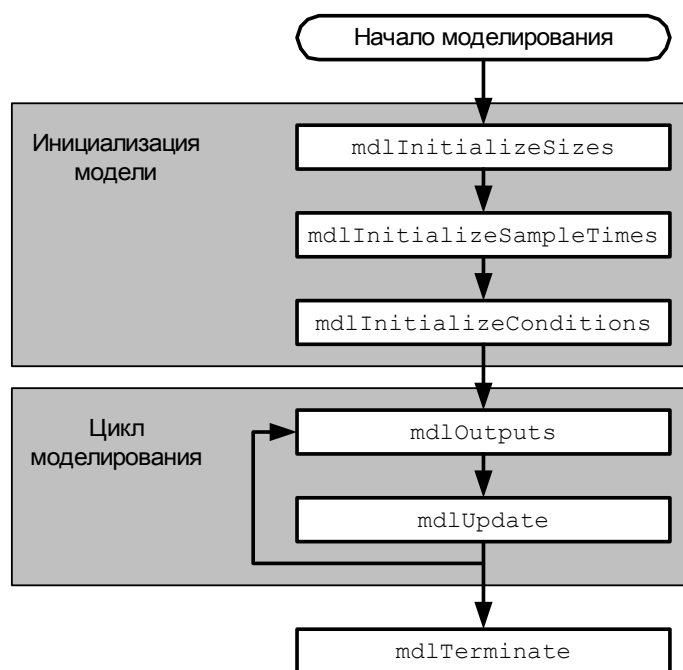 Начало моделирования
Инициализация
модели
mdlInitializeSizes
mdlInitializeSampleTimes
mdlInitializeConditions
Цикл
моделирования
mdlOutputs
mdlUpdate
mdlTerminate